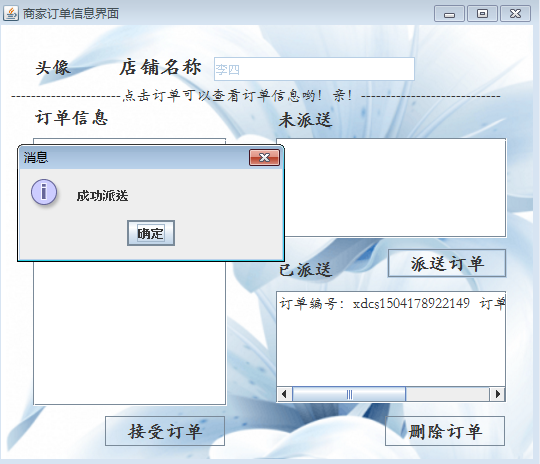 商家订单信息界面
头像 店铺名称 李四
----------------------点击订单可以查看订单信息哟！亲！----------------------------
订单信息 未派送
消息
成功派送
确定
已派送 派送订单
订单编号：xdcs1504178922149 订单
接受订单 删除订单